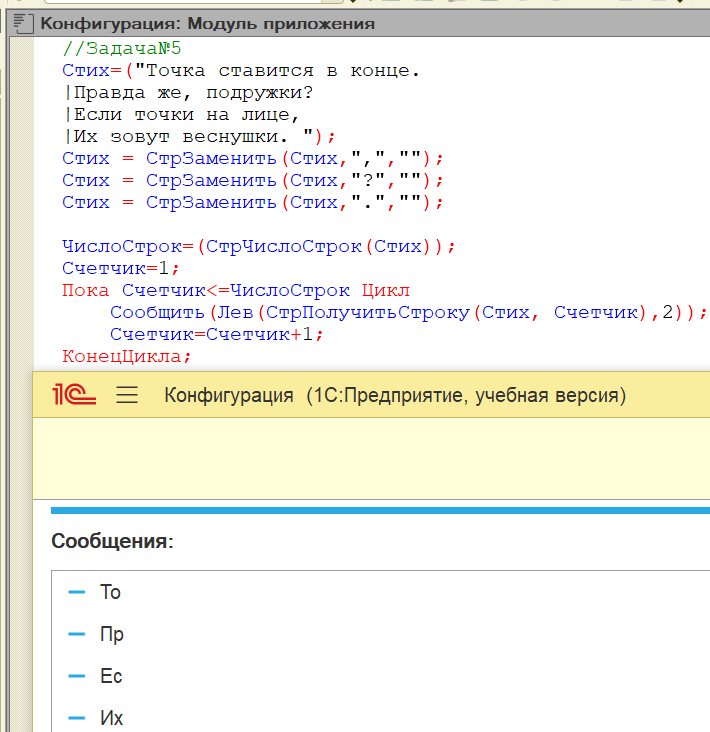 Конфигурация: Модуль приложения
//Задача№5
Стих=("Точка ставится в конце.
|Правда же, подружки?
|Если точки на лице,
|Их зовут веснушки. ");
Стих = СтрЗаменить(Стих,",","");
Стих = СтрЗаменить(Стих,"?","");
Стих = СтрЗаменить(Стих,".","");
ЧислоСтрок=(СтрЧислоСтрок(Стих));
Счетчик=1;
Пока Счетчик<=ЧислоСтрок Цикл
Сообщить(Лев(СтрПолучитьСтроку(Стих, Счетчик),2));
Счетчик=Счетчик+1;
КонецЦикла;
1С Конфигурация (1С:Предприятие, учебная версия)
Сообщения:
То
Пр
Ес
Их